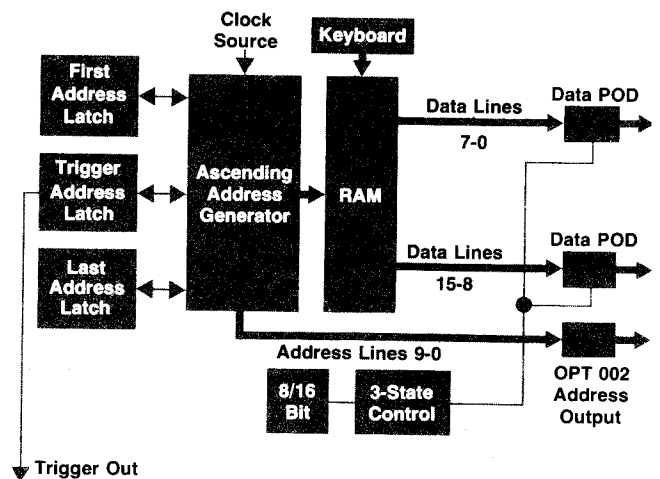 Clock
Source
Keyboard
First
Address
Latch
Data Lines
7-0
Data POD
Trigger
Address
Latch
Ascending
Address
Generator
RAM
Last
Address
Latch
Data Lines
15-8
Data POD
Address Lines 9-0
OPT 002
Address
Output
8/16
Bit
3-State
Control
Trigger Out